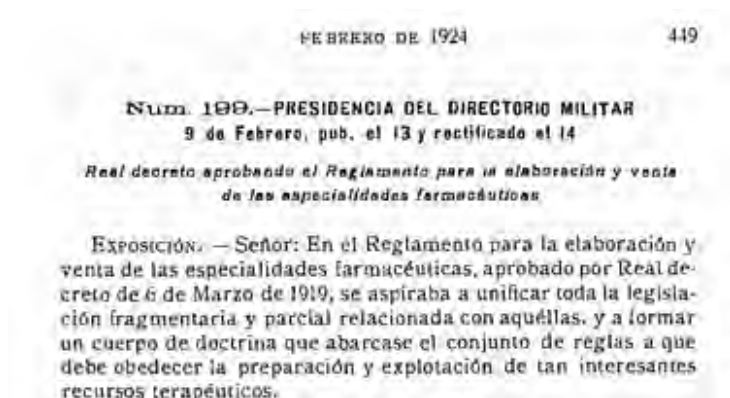 FEBRERO DE 1924 449
Num. 199.—PRESIDENCIA DEL DIRECTORIO MILITAR
9 de Febrero, pub. el 13 y rectificado el 14
Real decreto aprobando el Reglamento para la elaboración y venta
de las especialidades farmacéuticas
EXPOSICIÓN. — Señor: En el Reglamento para la elaboración y
venta de las especialidades farmacéuticas, aprobado por Real de-
creto de 6 de Marzo de 1919, se aspiraba a unificar toda la legisla-
ción fragmentaria y parcial relacionada con aquéllas, y a formar
un cuerpo de doctrina que abarcase el conjunto de reglas a que
debe obedecer la preparación y explotación de tan interesantes
recursos terapéuticos.